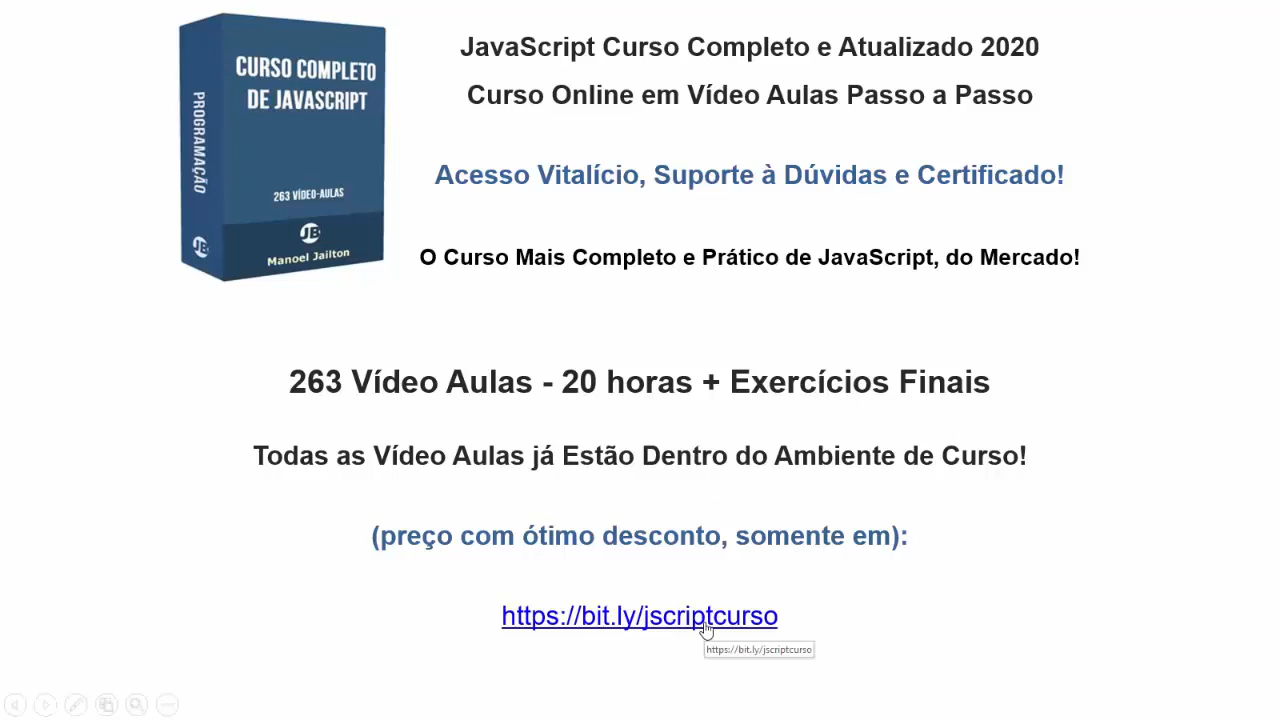 CURSO COMPLETO
DE JAVASCRIPT
PROGRAMAÇÃO
263 VÍDEO-AULAS
JB
JB
Manoel Jailton
JavaScript Curso Completo e Atualizado 2020
Curso Online em Vídeo Aulas Passo a Passo
Acesso Vitalício, Suporte à Dúvidas e Certificado!
O Curso Mais Completo e Prático de JavaScript, do Mercado!
263 Vídeo Aulas - 20 horas + Exercícios Finais
Todas as Vídeo Aulas já Estão Dentro do Ambiente de Curso!
(preço com ótimo desconto, somente em):
https://bit.ly/jscriptcurso
https://bit.ly/jscriptcurso